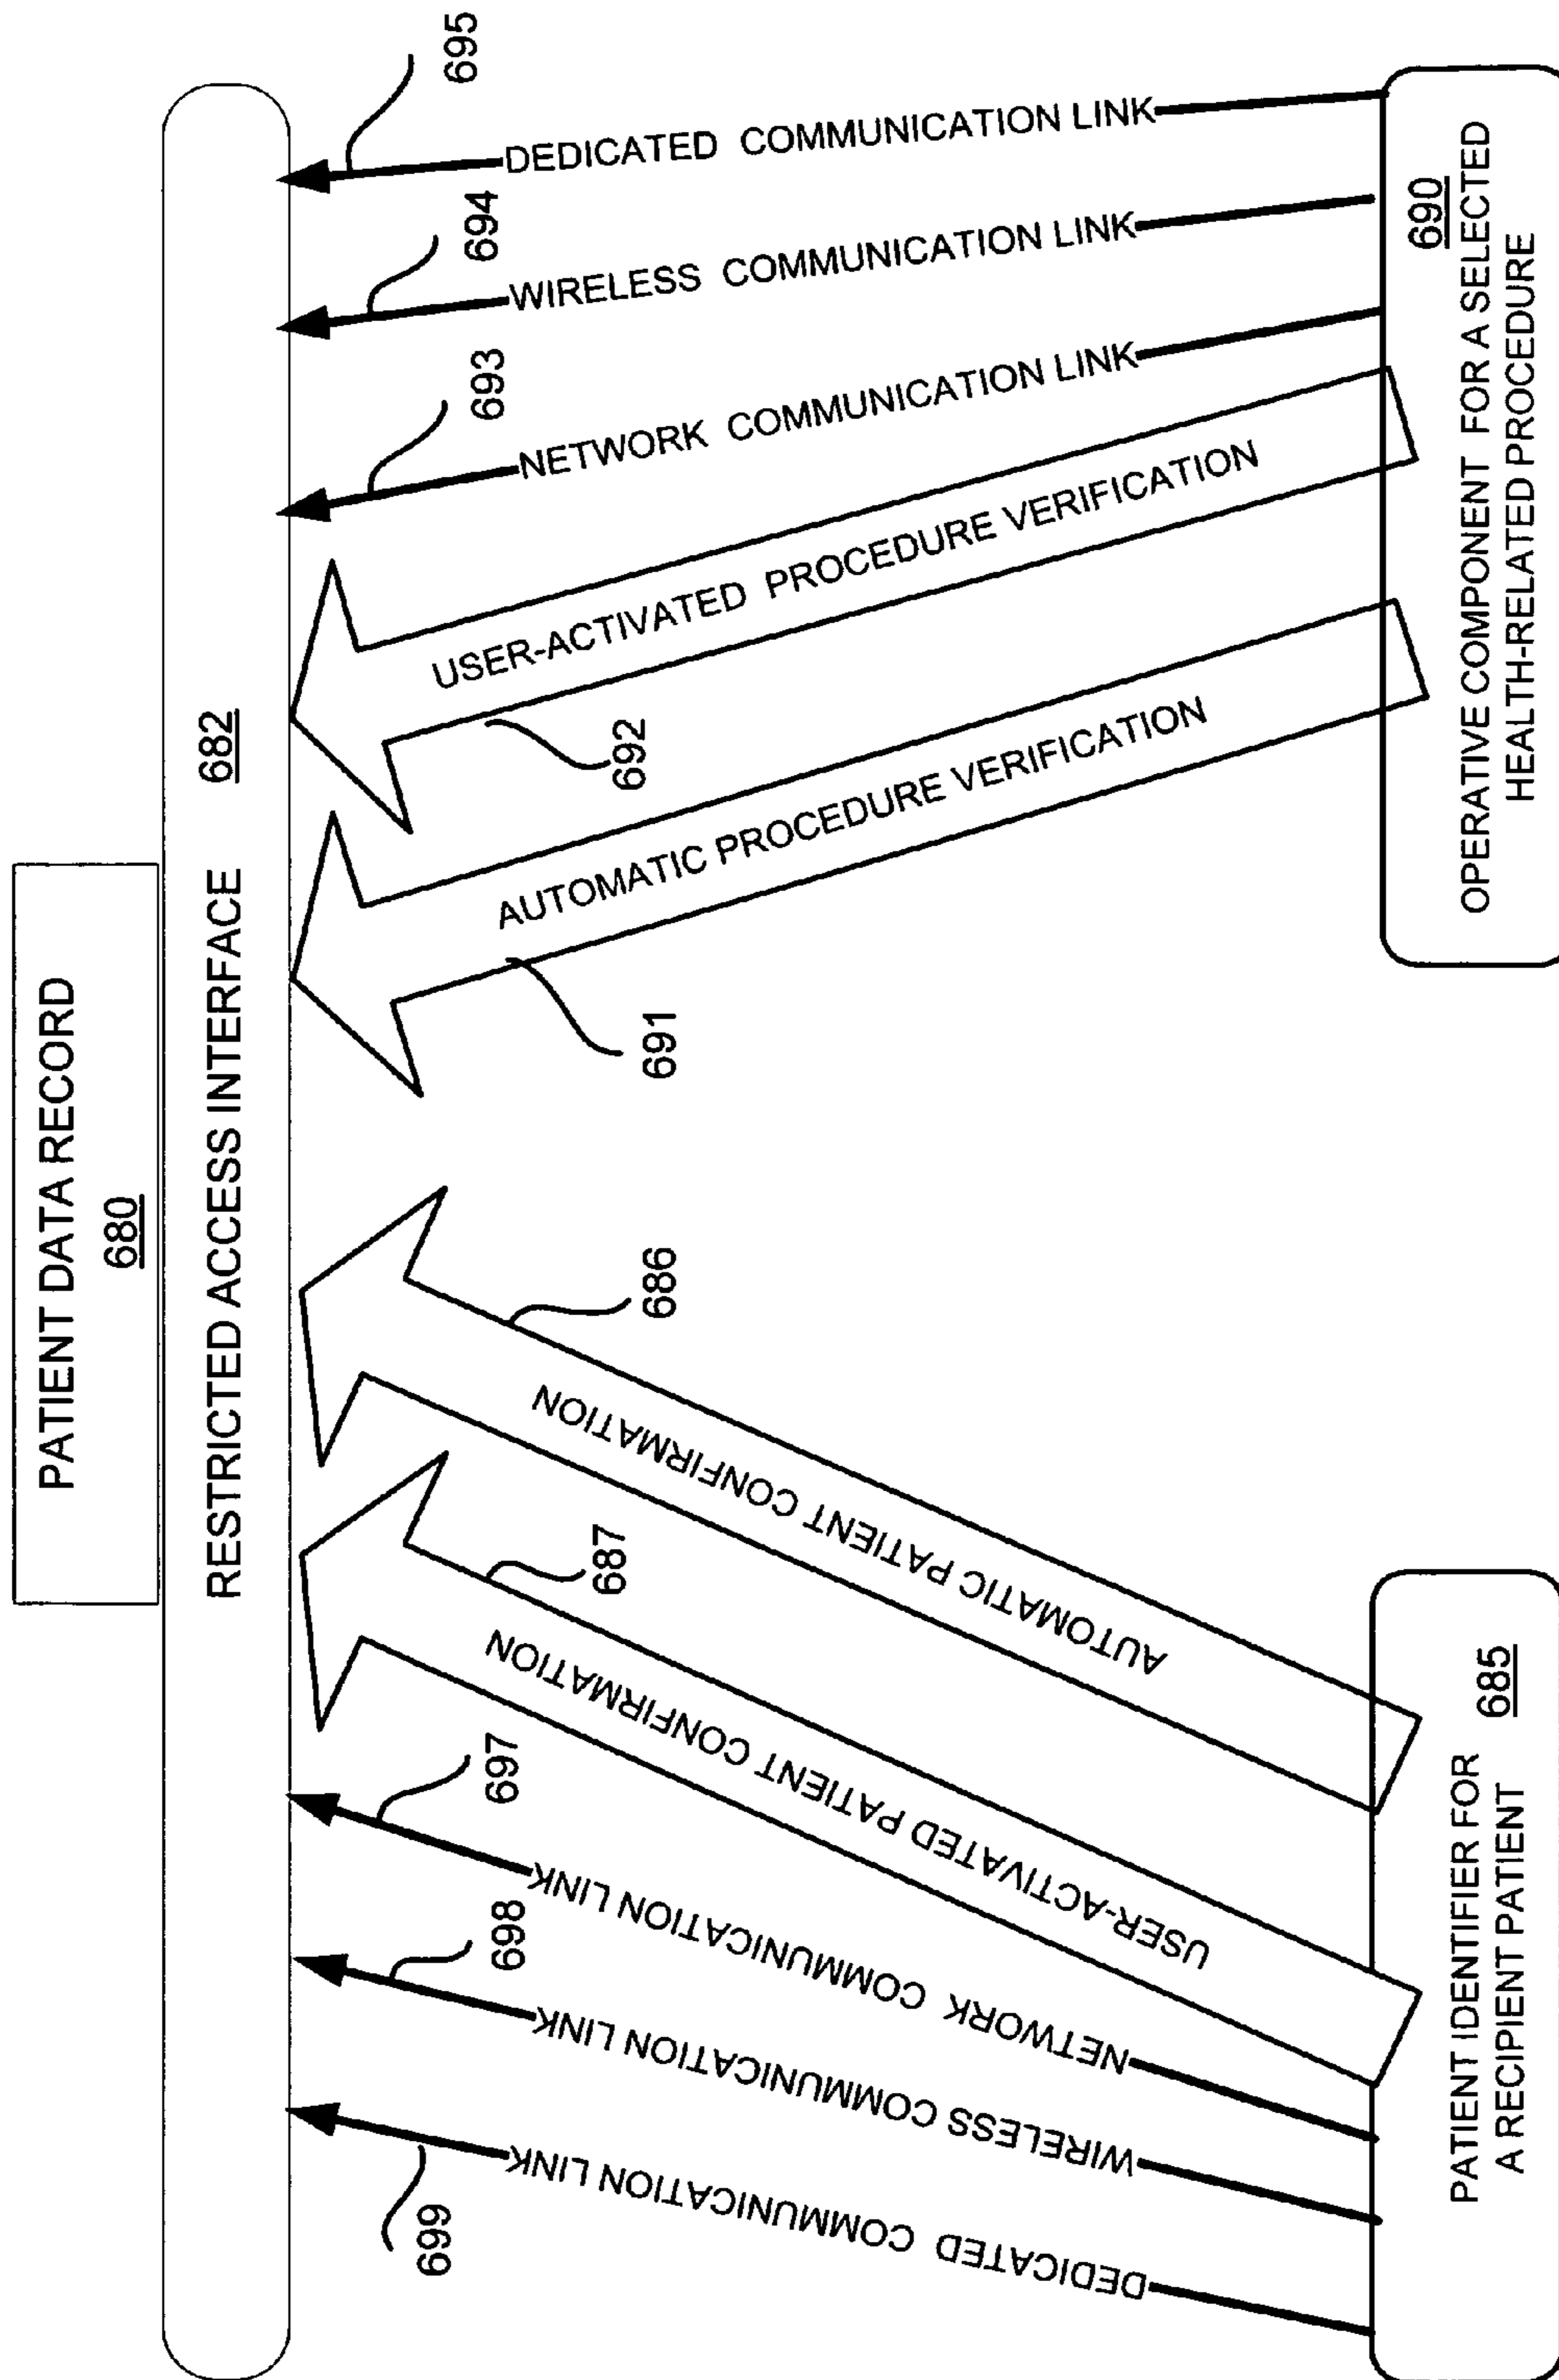 PATIENT DATA RECORD
680
RESTRICTED ACCESS INTERFACE 682
699
698
697
687
686
691
692
693
694
695
DEDICATED COMMUNICATION LINK
WIRELESS COMMUNICATION LINK
NETWORK COMMUNICATION LINK
USER-ACTIVATED PATIENT CONFIRMATION
AUTOMATIC PATIENT CONFIRMATION
AUTOMATIC PROCEDURE VERIFICATION
USER-ACTIVATED PROCEDURE VERIFICATION
NETWORK COMMUNICATION LINK
WIRELESS COMMUNICATION LINK
DEDICATED COMMUNICATION LINK
PATIENT IDENTIFIER FOR
A RECIPIENT PATIENT
685
690
OPERATIVE COMPONENT FOR A SELECTED
HEALTH-RELATED PROCEDURE